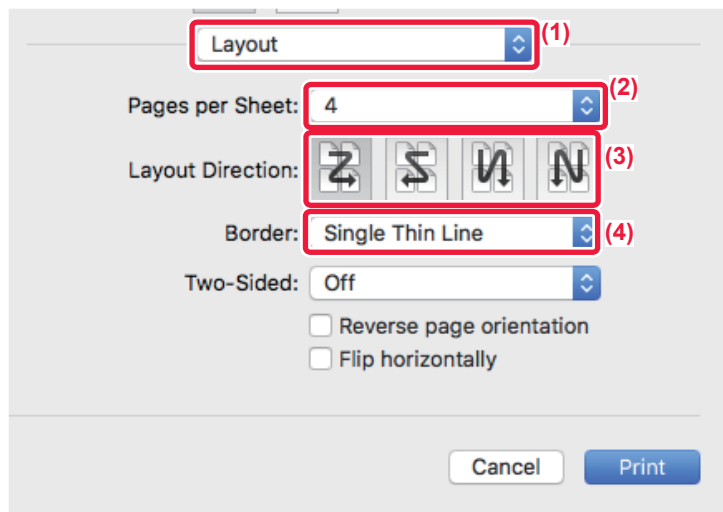 Layout (1)
Pages per Sheet: 4 (2)
Layout Direction: (3)
Border: Single Thin Line (4)
Two-Sided: Off
Reverse page orientation
Flip horizontally
Cancel Print